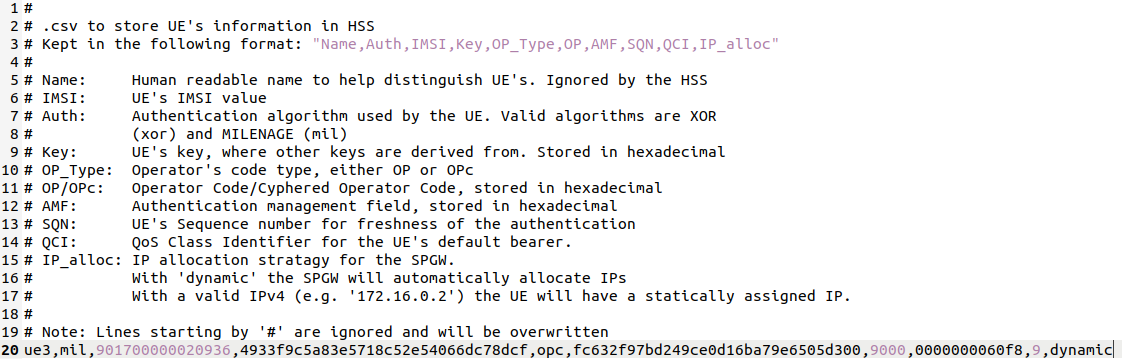 1 #
2 # .csv to store UE's information in HSS
3 # Kept in the following format: "Name,Auth,IMSI,Key,OP_Type,OP,AMF,SQN,QCI,IP_alloc"
4 #
5 # Name:     Human readable name to help distinguish UE's. Ignored by the HSS
6 # IMSI:     UE's IMSI value
7 # Auth:     Authentication algorithm used by the UE. Valid algorithms are XOR
8 #           (xor) and MILENAGE (mil)
9 # Key:      UE's key, where other keys are derived from. Stored in hexadecimal
10 # OP_Type:  Operator's code type, either OP or OPc
11 # OP/OPc:   Operator Code/Cyphered Operator Code, stored in hexadecimal
12 # AMF:      Authentication management field, stored in hexadecimal
13 # SQN:      UE's Sequence number for freshness of the authentication
14 # QCI:      QoS Class Identifier for the UE's default bearer.
15 # IP_alloc: IP allocation stratagy for the SPGW.
16 #           With 'dynamic' the SPGW will automatically allocate IPs
17 #           With a valid IPv4 (e.g. '172.16.0.2') the UE will have a statically assigned IP.
18 #
19 # Note: Lines starting by '#' are ignored and will be overwritten
20 ue3,mil,901700000020936,4933f9c5a83e5718c52e54066dc78dcf,opc,fc632f97bd249ce0d16ba79e6505d300,9000,0000000060f8,9,dynamic